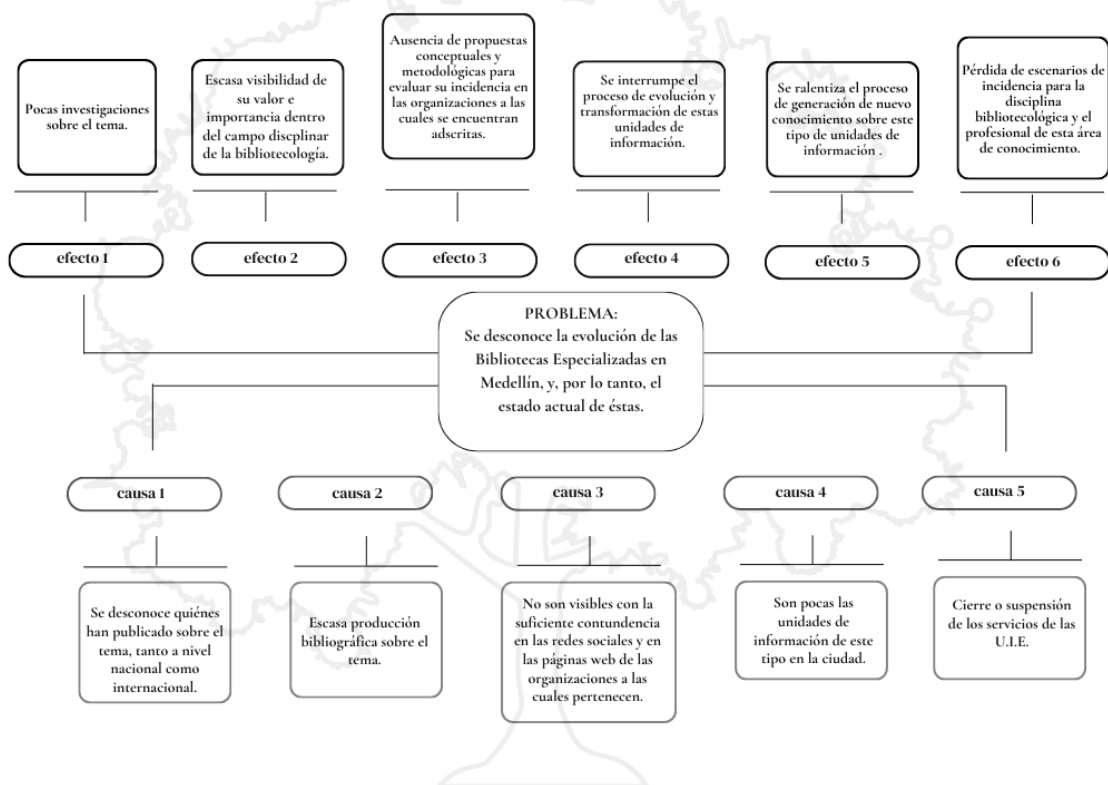 Pocas investigaciones
sobre el tema.
Escasa visibilidad de
su valor e
importancia dentro
del campo discplinar
de la bibliotecología.
Ausencia de propuestas
conceptuales y
metodológicas para
evaluar su incidencia en
las organizaciones a las
cuales se encuentran
adscritas.
Se interrumpe el
proceso de evolución y
transformación de estas
unidades de
información.
Se ralentiza el proceso
de generación de nuevo
conocimiento sobre este
tipo de unidades de
información .
Pérdida de escenarios de
incidencia para la
disciplina
bibliotecológica y el
profesional de esta área
de conocimiento.
efecto 1
efecto 2
efecto 3
efecto 4
efecto 5
efecto 6
PROBLEMA:
Se desconoce la evolución de las
Bibliotecas Especializadas en
Medellín, y, por lo tanto, el
estado actual de éstas.
causa 1
causa 2
causa 3
causa 4
causa 5
Se desconoce quiénes
han publicado sobre el
tema, tanto a nivel
nacional como
internacional.
Escasa producción
bibliográfica sobre el
tema.
No son visibles con la
suficiente contundencia
en las redes sociales y en
las páginas web de las
organizaciones a las
cuales pertenecen.
Son pocas las
unidades de
información de este
tipo en la ciudad.
Cierre o suspensión
de los servicios de las
U.I.E.